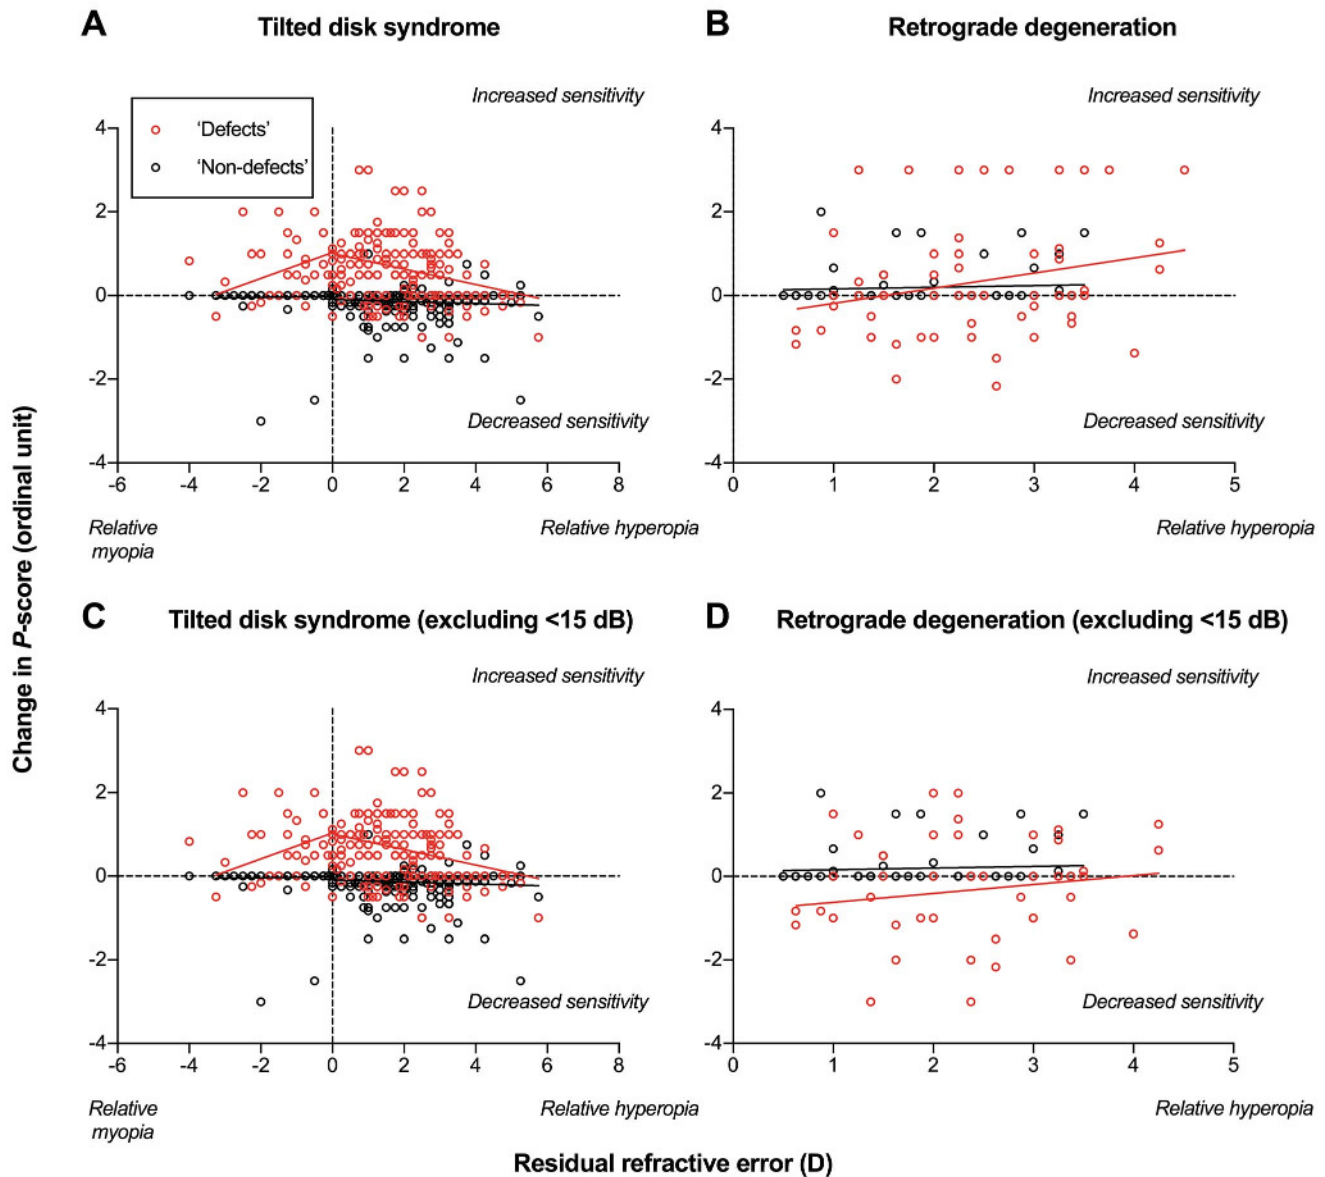 A Tilted disk syndrome
B Retrograde degeneration
Increased sensitivity
Increased sensitivity
'Defects'
'Non-defects'
4
2
0
-2
-4
4
2
0
-2
-4
Decreased sensitivity
Decreased sensitivity
-6 -4 -2 0 2 4 6 8
0 1 2 3 4 5
Relative
myopia
Relative hyperopia
Relative hyperopia
Change in P-score (ordinal unit)
C Tilted disk syndrome (excluding <15 dB)
D Retrograde degeneration (excluding <15 dB)
Increased sensitivity
Increased sensitivity
4
2
0
-2
-4
4
2
0
-2
-4
Decreased sensitivity
Decreased sensitivity
-6 -4 -2 0 2 4 6 8
0 1 2 3 4 5
Relative
myopia
Relative hyperopia
Relative hyperopia
Residual refractive error (D)